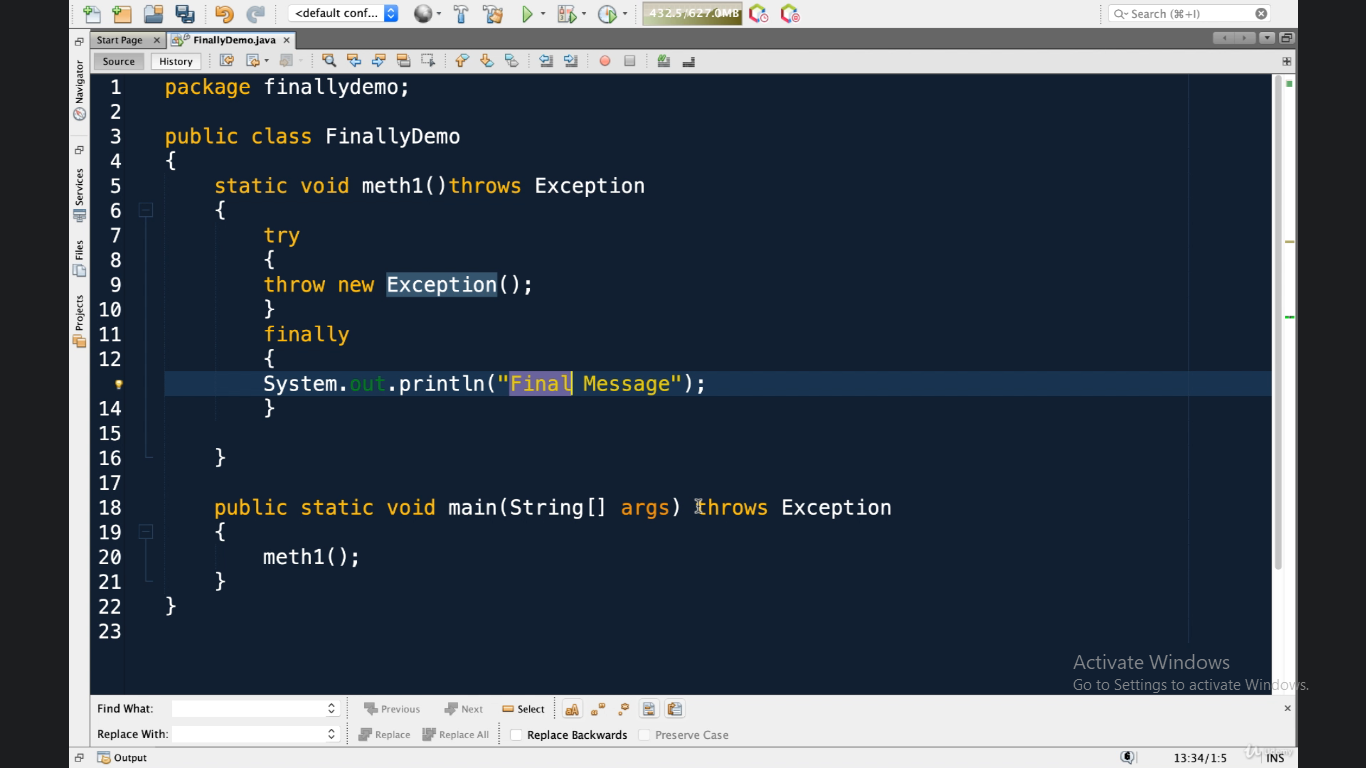 <default conf...
432.5/627.0MB
Search (⌘+I)
Start Page
FinallyDemo.java
Source
History
Navigator
Services
Files
Projects
1 package finallydemo;
2
3 public class FinallyDemo
4 {
5 static void meth1()throws Exception
6 {
7 try
8 {
9 throw new Exception();
10 }
11 finally
12 {
System.out.println("Final Message");
14 }
15
16 }
17
18 public static void main(String[] args) throws Exception
19 {
20 meth1();
21 }
22 }
23
Activate Windows
Go to Settings to activate Windows.
Find What:
Previous
Next
Select
Replace With:
Replace
Replace All
Replace Backwards
Preserve Case
Output
6
13:34/1:5
INS